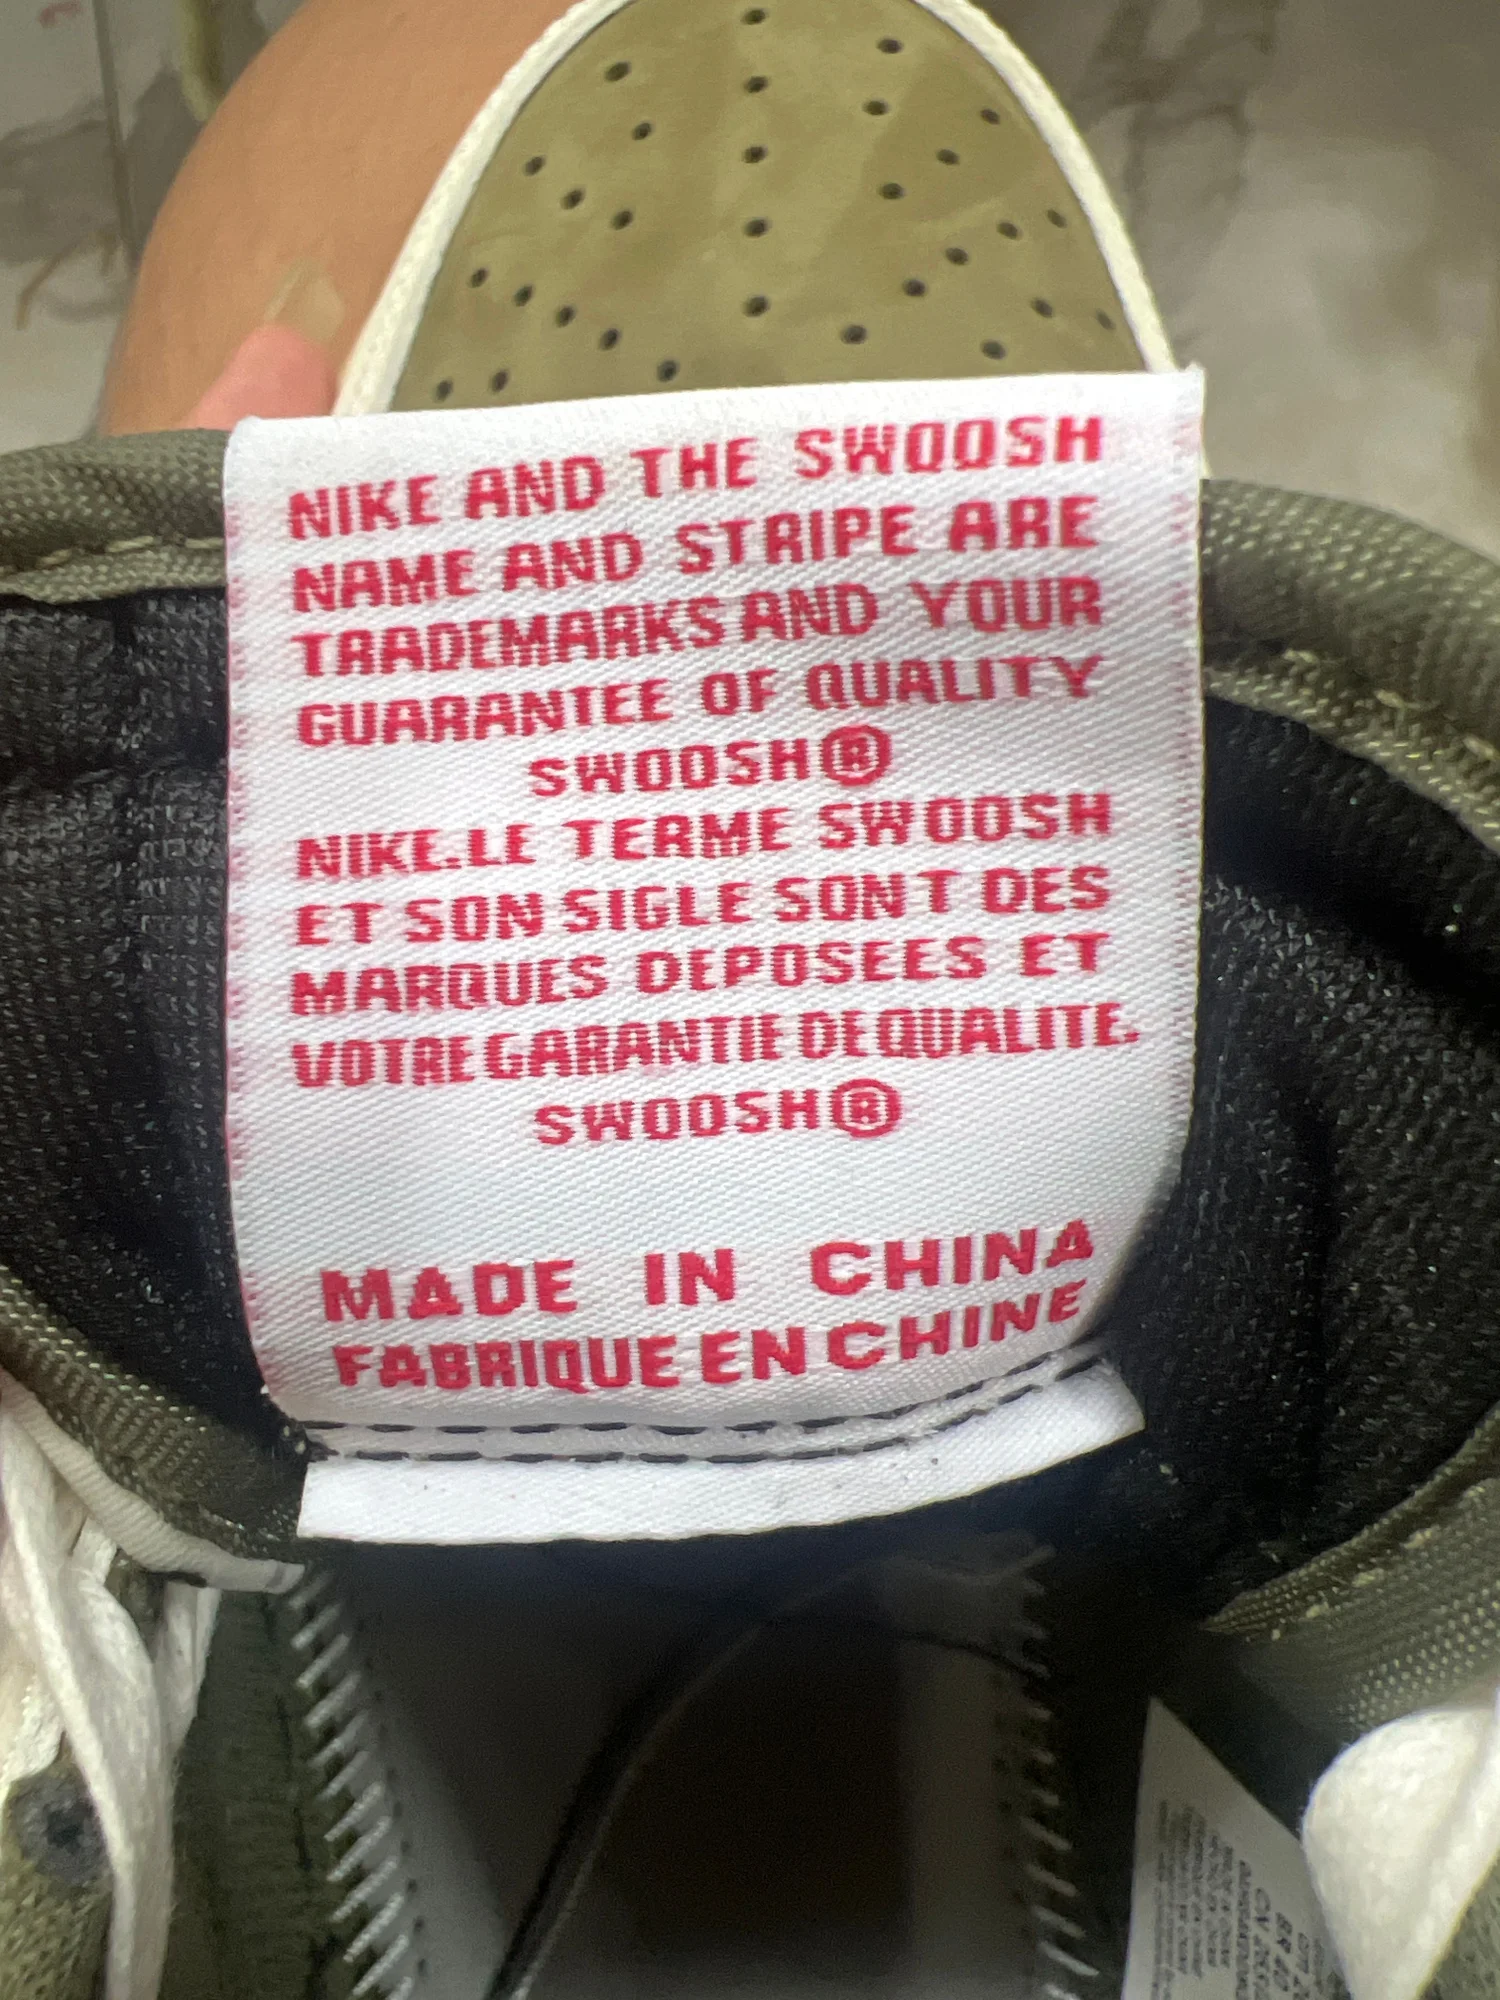 NIKE AND THE SWOOSH
NAME AND STRIPE ARE
TRADEMARKS AND YOUR
GUARANTEE OF QUALITY
SWOOSH®
NIKE.LE TERME SWOOSH
ET SON SIGLE SONT DES
MARQUES DEPOSEES ET
VOTRE GARANTIE DE QUALITE.
SWOOSH®
MADE IN CHINA
FABRIQUE EN CHINE
BR 40